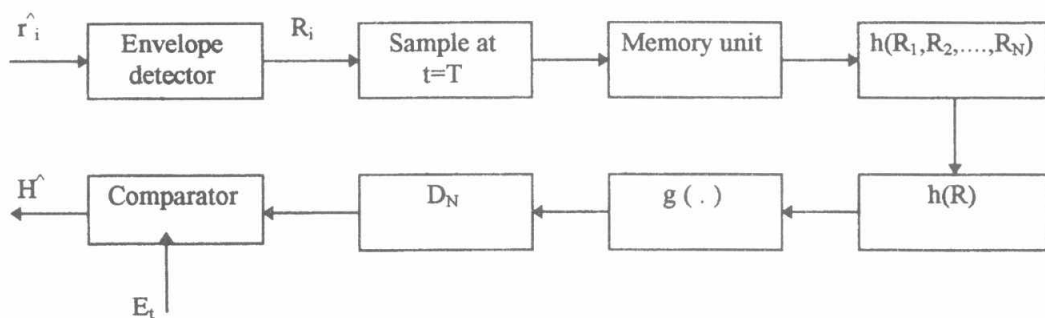 r^i
Envelope
detector
Ri
Sample at
t=T
Memory unit
h(R1,R2,....,RN)
H^
Comparator
DN
g ( . )
h(R)
Et